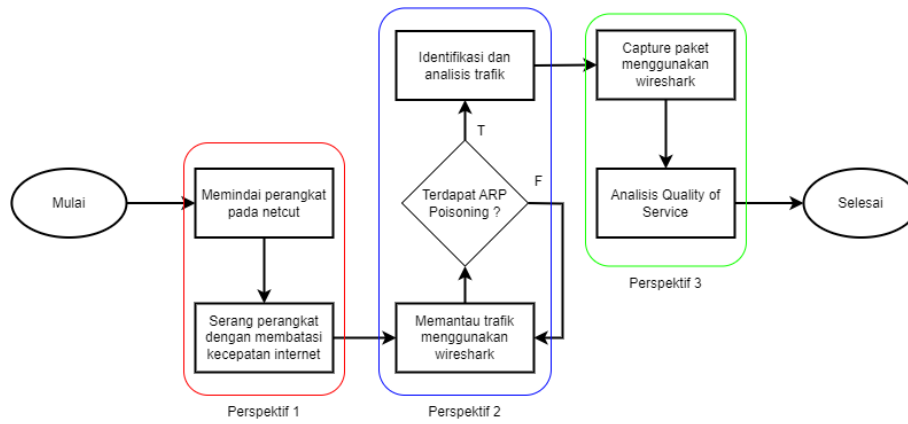 Mulai
Memindai perangkat
pada netcut
Serang perangkat
dengan membatasi
kecepatan internet
Perspektif 1
Identifikasi dan
analisis trafik
T
Terdapat ARP
Poisoning ?
F
Memantau trafik
menggunakan
wireshark
Perspektif 2
Capture paket
menggunakan
wireshark
Analisis Quality of
Service
Perspektif 3
Selesai